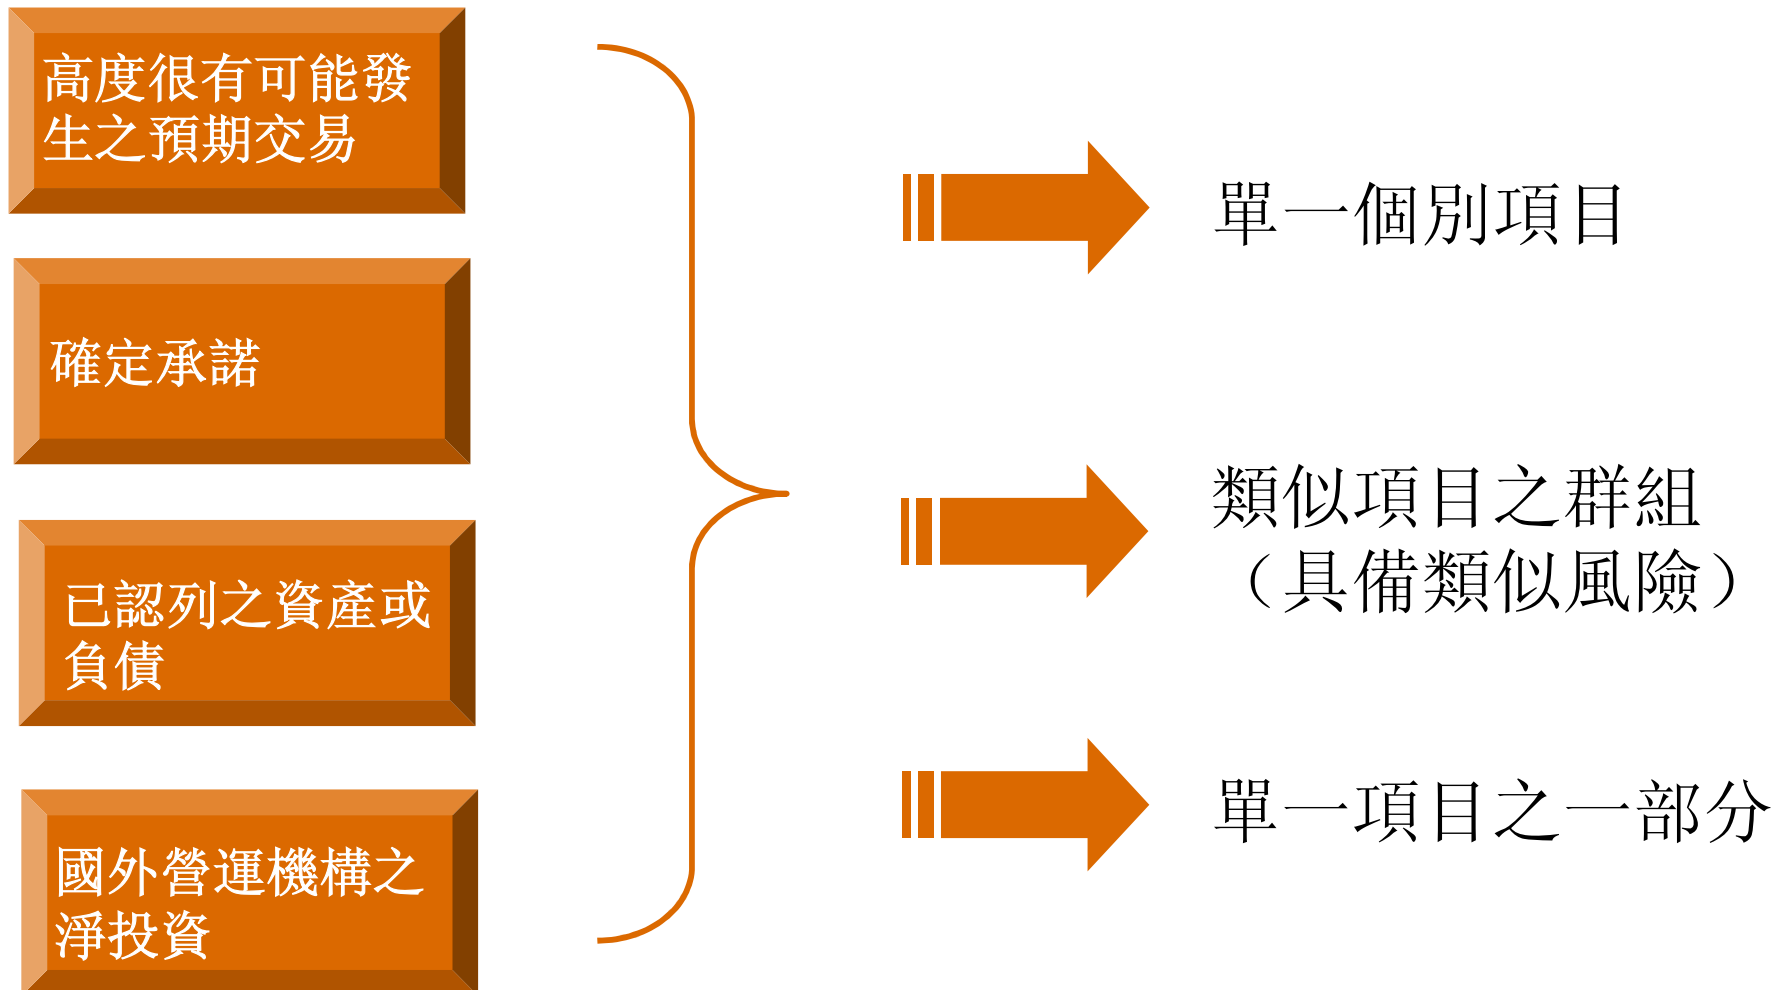 高度很有可能發
生之預期交易
確定承諾
已認列之資產或
負債
國外營運機構之
淨投資
單一個別項目
類似項目之群組
（具備類似風險）
單一項目之一部分